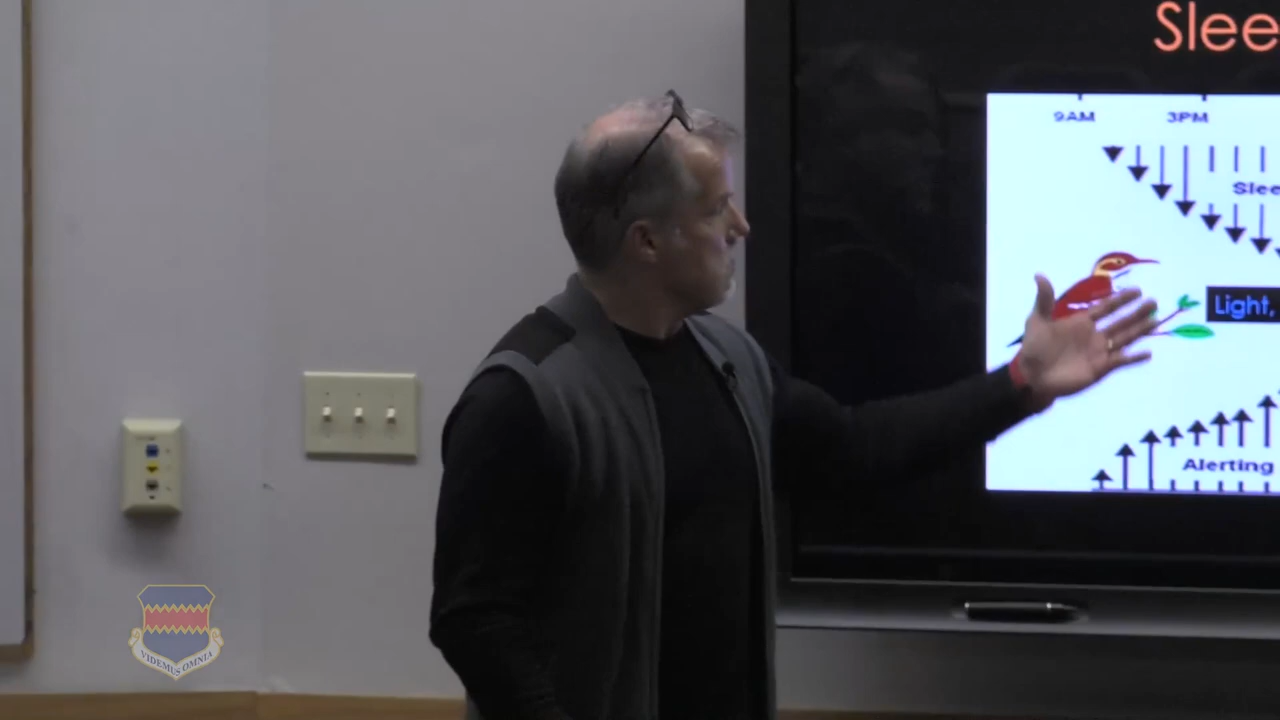 Slee
9AM 3PM
Slee
Light,
Alerting
VIDEMUS OMNIA